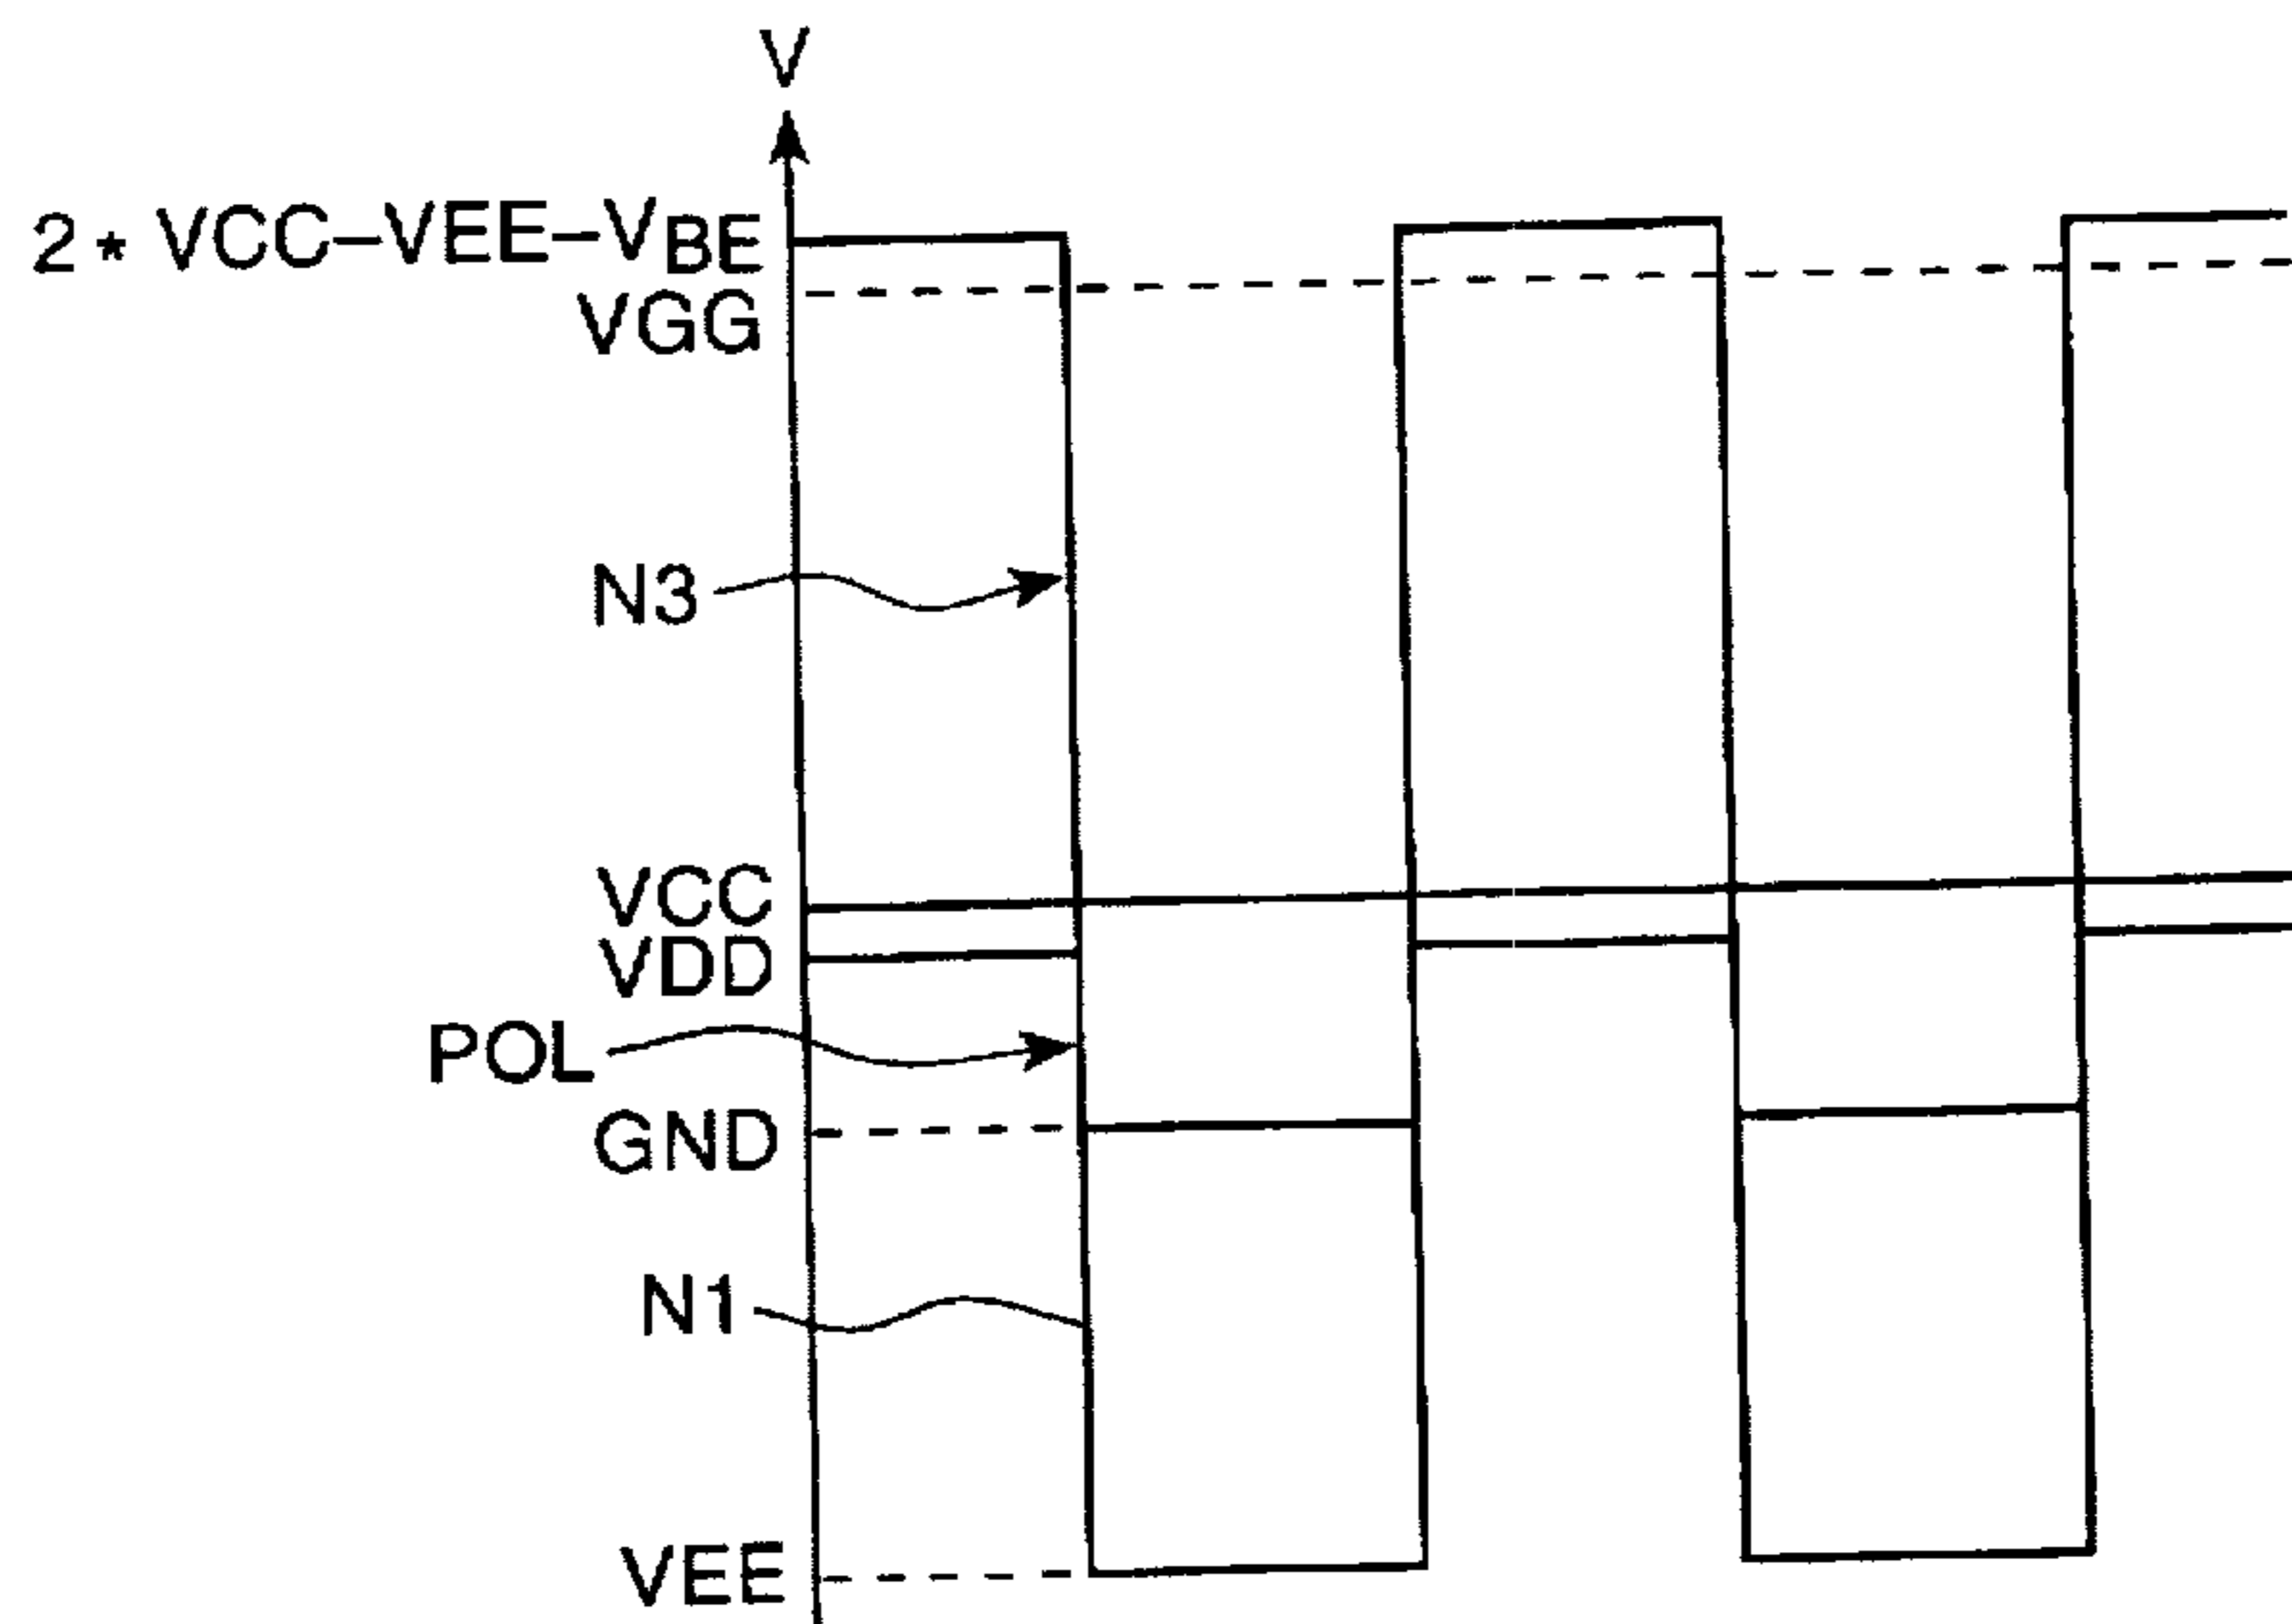 V
2*VCC-VEE-VBE
VGG
N3
VCC
VDD
POL
GND
N1
VEE